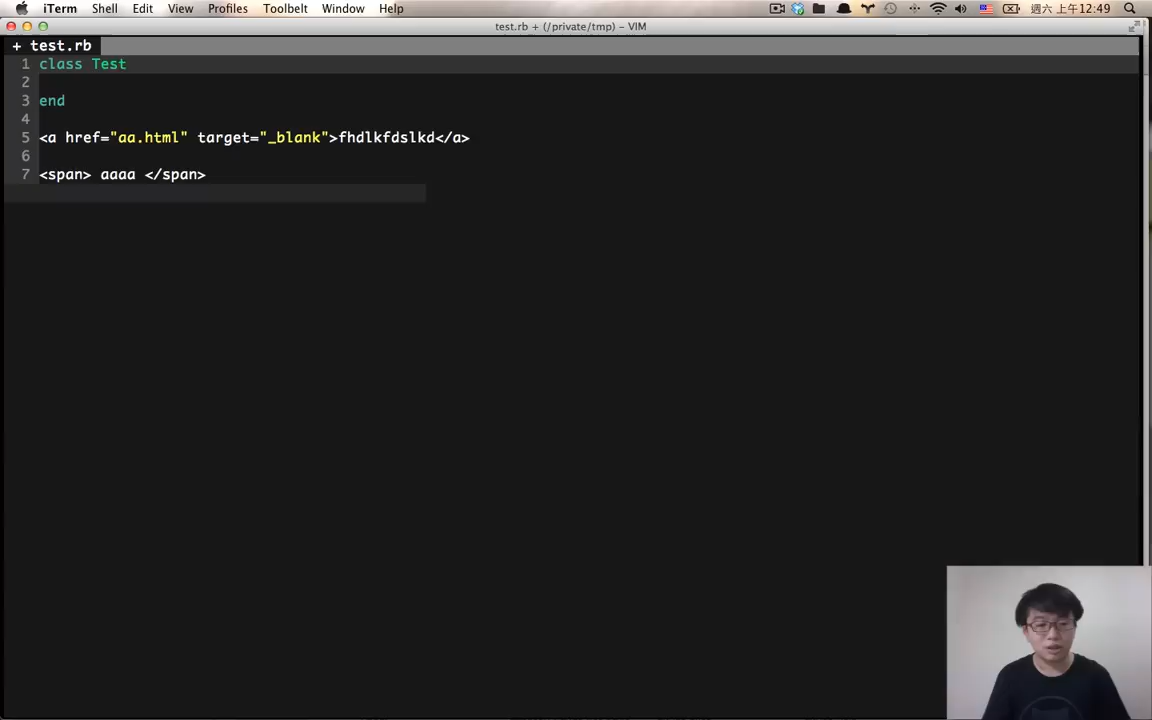 iTerm Shell Edit View Profiles Toolbelt Window Help 週六 上午12:49
test.rb + (/private/tmp) – VIM
+ test.rb
1 class Test
2
3 end
4
5 <a href="aa.html" target="_blank">fhdlkfdslkd</a>
6
7 <span> aaaa </span>